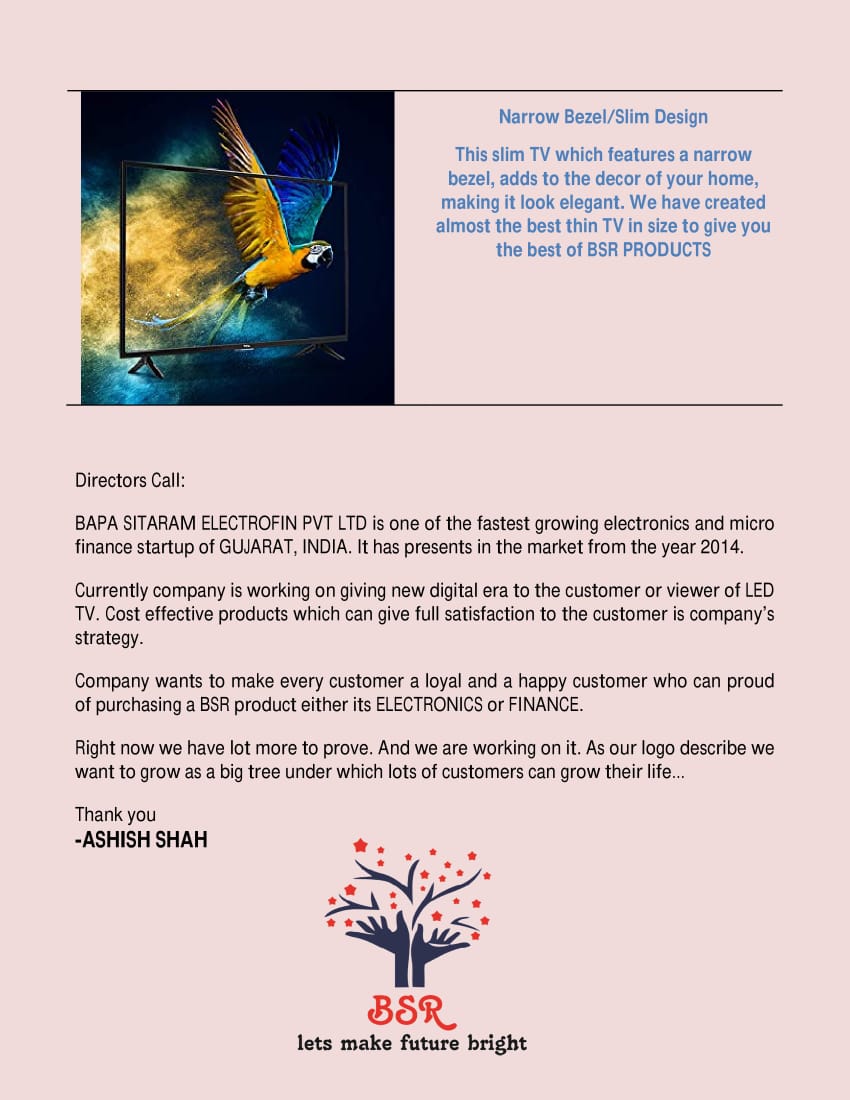 Narrow Bezel/Slim Design
This slim TV which features a narrow
bezel, adds to the decor of your home,
making it look elegant. We have created
almost the best thin TV in size to give you
the best of BSR PRODUCTS
Directors Call:
BAPA SITARAM ELECTROFIN PVT LTD is one of the fastest growing electronics and micro
finance startup of GUJARAT, INDIA. It has presents in the market from the year 2014.
Currently company is working on giving new digital era to the customer or viewer of LED
TV. Cost effective products which can give full satisfaction to the customer is company’s
strategy.
Company wants to make every customer a loyal and a happy customer who can proud
of purchasing a BSR product either its ELECTRONICS or FINANCE.
Right now we have lot more to prove. And we are working on it. As our logo describe we
want to grow as a big tree under which lots of customers can grow their life...
Thank you
-ASHISH SHAH
BSR
lets make future bright